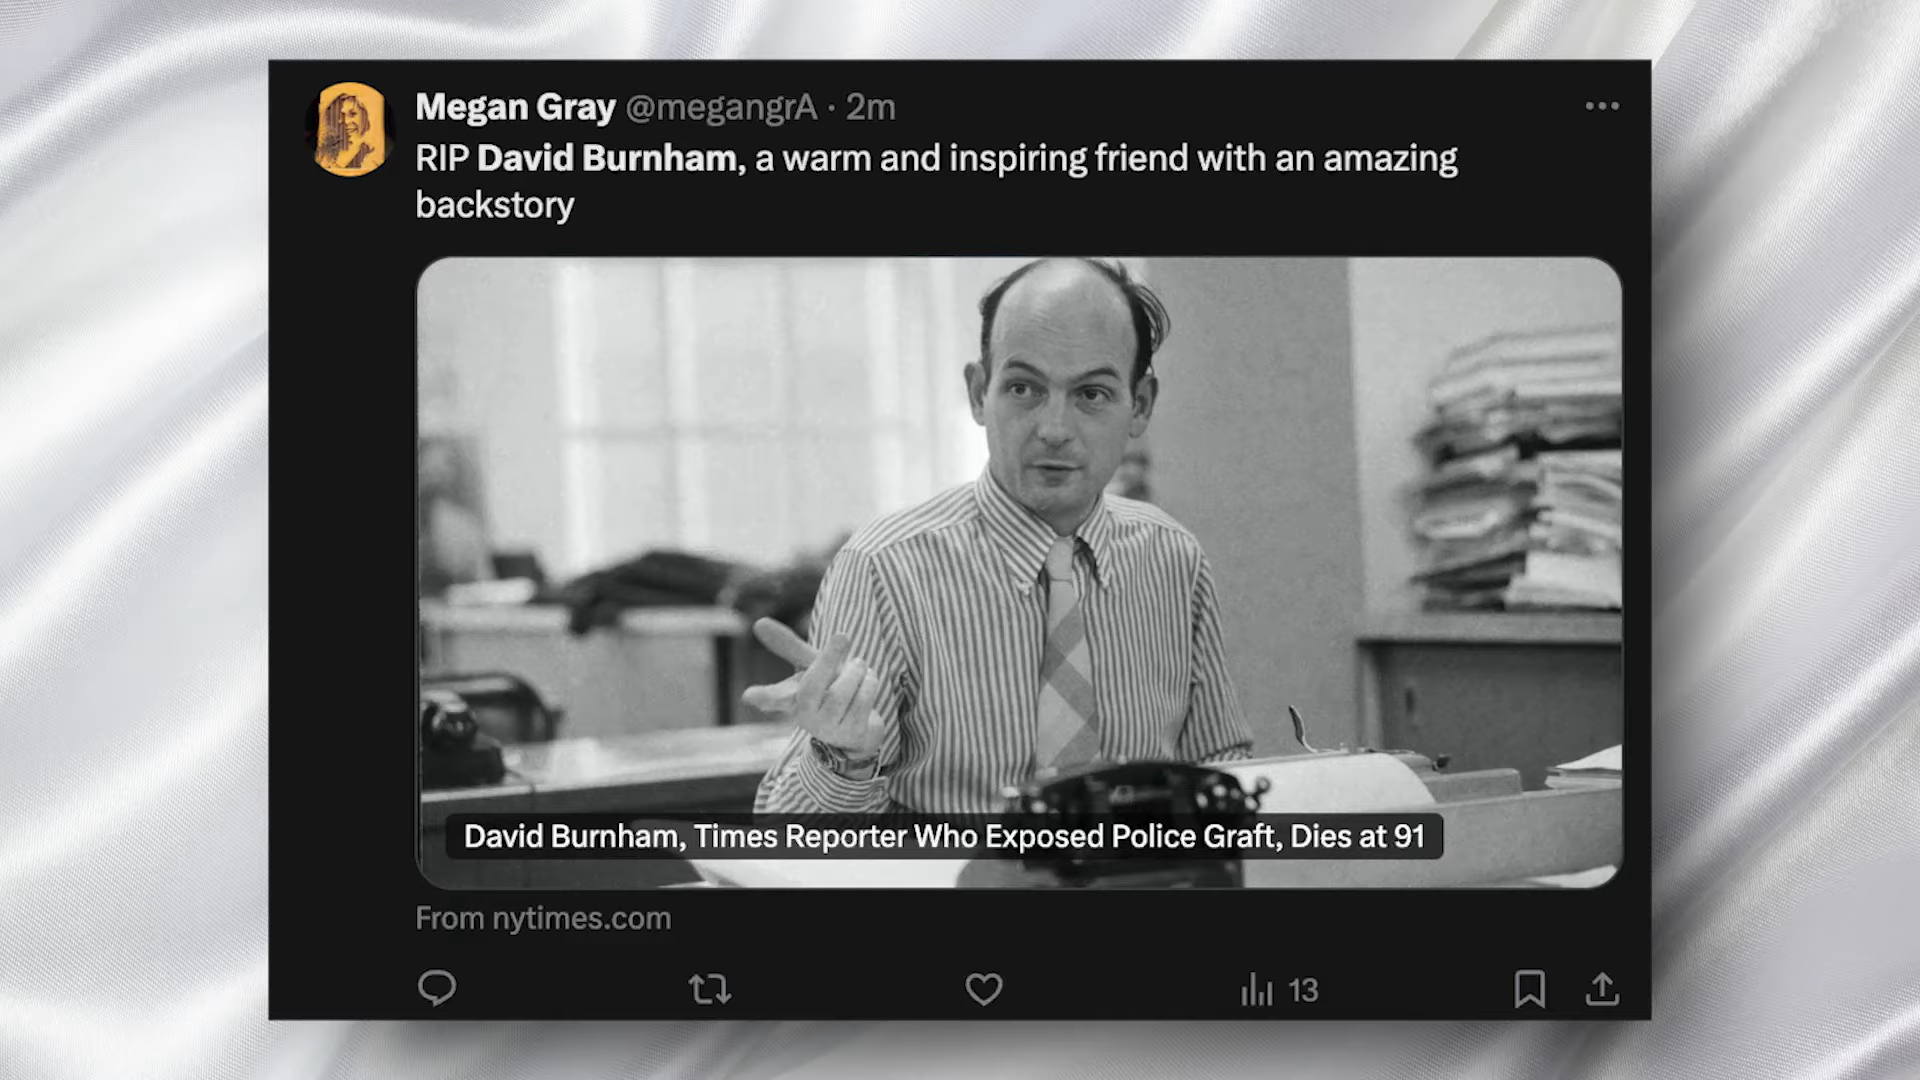 Megan Gray @megangrA · 2m
RIP David Burnham, a warm and inspiring friend with an amazing
backstory
David Burnham, Times Reporter Who Exposed Police Graft, Dies at 91
From nytimes.com
13